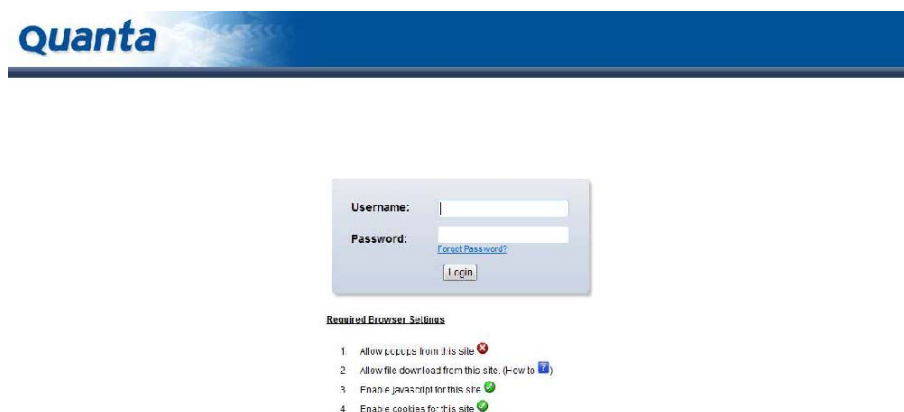 Quanta
Username:
Password:
Forgot Password?
Login
Required Browser Settings
1. Allow popups from this site
2. Allow file download from this site. (How to ?)
3. Enable javascript for this site
4. Enable cookies for this site